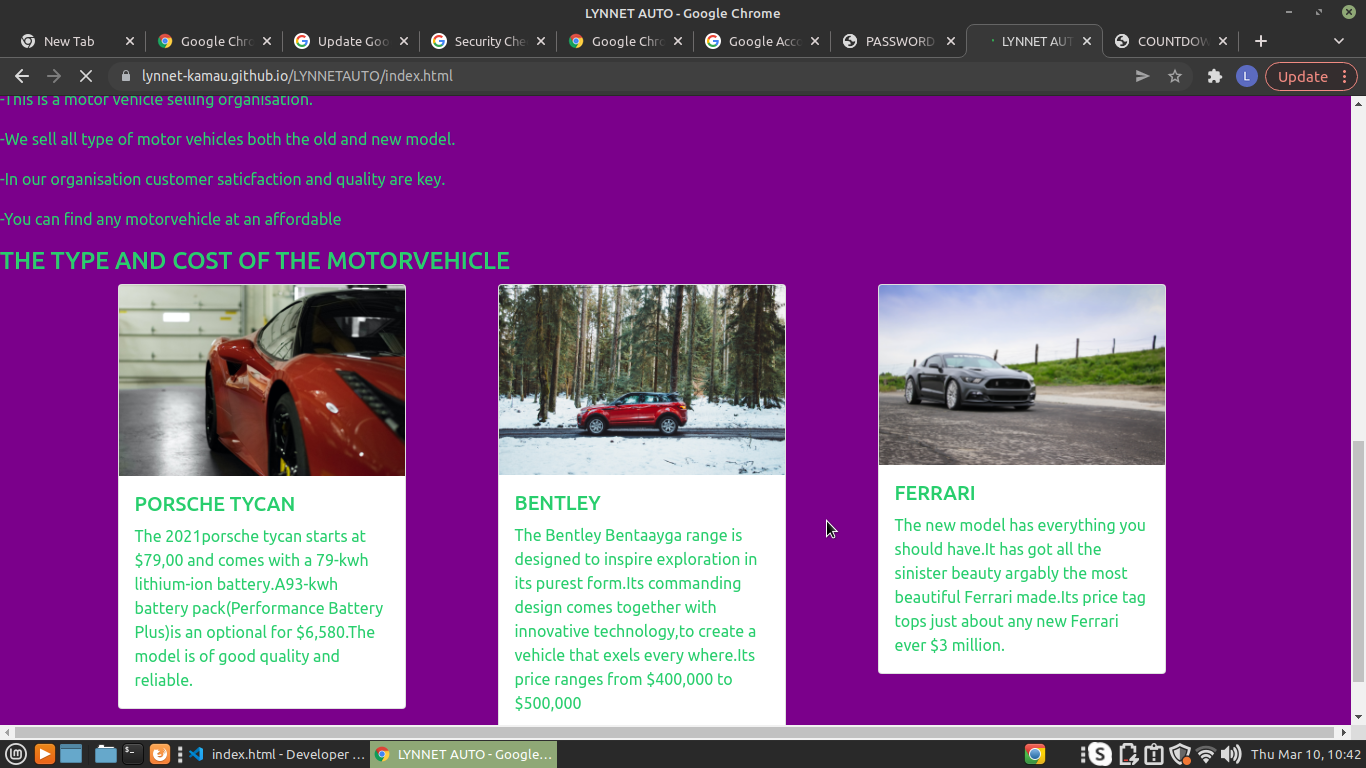 LYNNET AUTO - Google Chrome
New Tab
Google Chr
Update Goo
Security Che
Google Chr
Google Acc
PASSWORD
LYNNET AUT
COUNTDOW
lynnet-kamau.github.io/LYNNETAUTO/index.html
L
Update
-This is a motor vehicle selling organisation.
-We sell all type of motor vehicles both the old and new model.
-In our organisation customer saticfaction and quality are key.
-You can find any motorvehicle at an affordable
THE TYPE AND COST OF THE MOTORVEHICLE
PORSCHE TYCAN
The 2021porsche tycan starts at
$79,00 and comes with a 79-kwh
lithium-ion battery.A93-kwh
battery pack(Performance Battery
Plus)is an optional for $6,580.The
model is of good quality and
reliable.
BENTLEY
The Bentley Bentaayga range is
designed to inspire exploration in
its purest form.Its commanding
design comes together with
innovative technology,to create a
vehicle that exels every where.Its
price ranges from $400,000 to
$500,000
FERRARI
The new model has everything you
should have.It has got all the
sinister beauty argably the most
beautiful Ferrari made.Its price tag
tops just about any new Ferrari
ever $3 million.
index.html - Developer ...
LYNNET AUTO - Google...
S
Thu Mar 10, 10:42